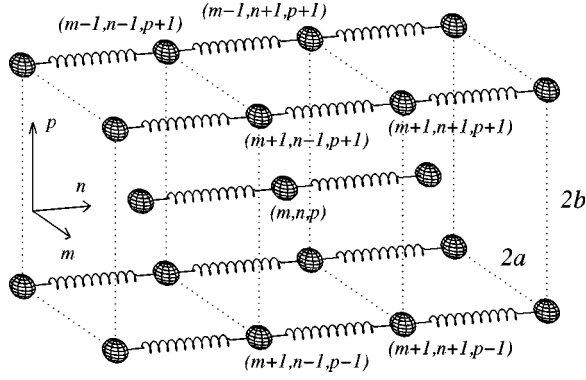 (m-1,n-1,p+1) (m-1,n+1,p+1)
p
(m+1,n-1,p+1) (m+1,n+1,p+1)
n
2b
(m,n,p)
m
2a
(m+1,n-1,p-1) (m+1,n+1,p-1)